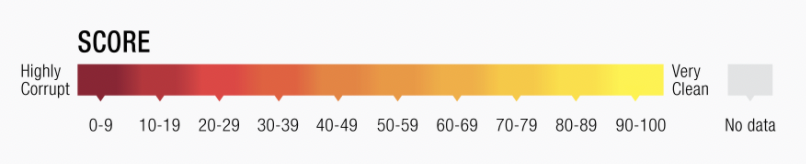 SCORE
Highly
Corrupt
Very
Clean
0-9 10-19 20-29 30-39 40-49 50-59 60-69 70-79 80-89 90-100 No data